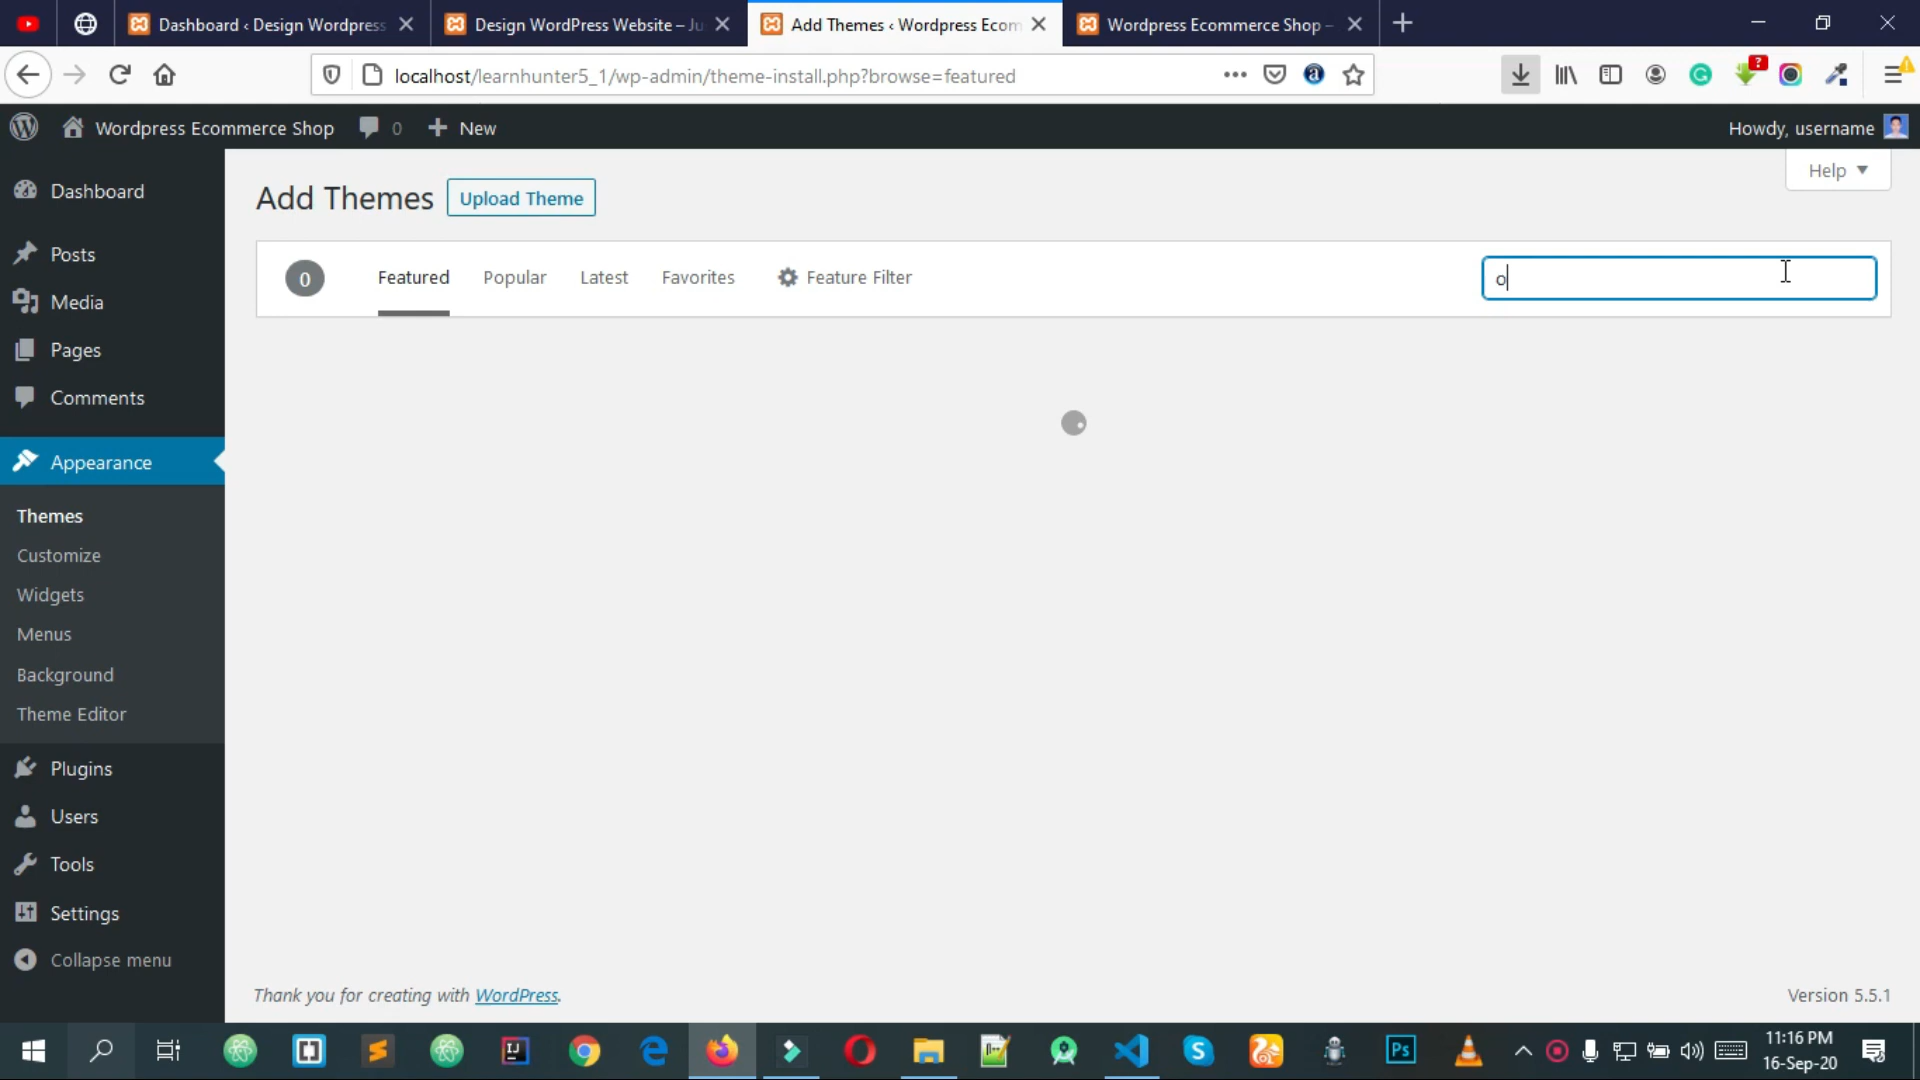 Dashboard ‹ Design Wordpress
Design WordPress Website – Ju
Add Themes ‹ Wordpress Ecom
Wordpress Ecommerce Shop –
localhost/learnhunter5_1/wp-admin/theme-install.php?browse=featured
Wordpress Ecommerce Shop
0
New
Howdy, username
Help
Dashboard
Posts
Media
Pages
Comments
Appearance
Themes
Customize
Widgets
Menus
Background
Theme Editor
Plugins
Users
Tools
Settings
Collapse menu
Add Themes
Upload Theme
0
Featured
Popular
Latest
Favorites
Feature Filter
o
Thank you for creating with WordPress.
Version 5.5.1
Ps
11:16 PM
16-Sep-20